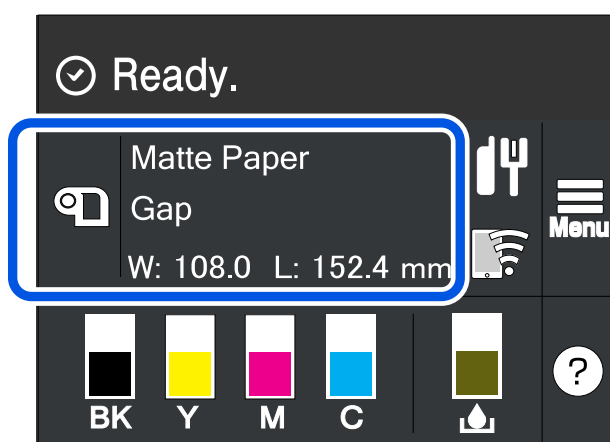 Ready.
Matte Paper
Gap
W: 108.0 L: 152.4 mm
Menu
BK Y M C
?